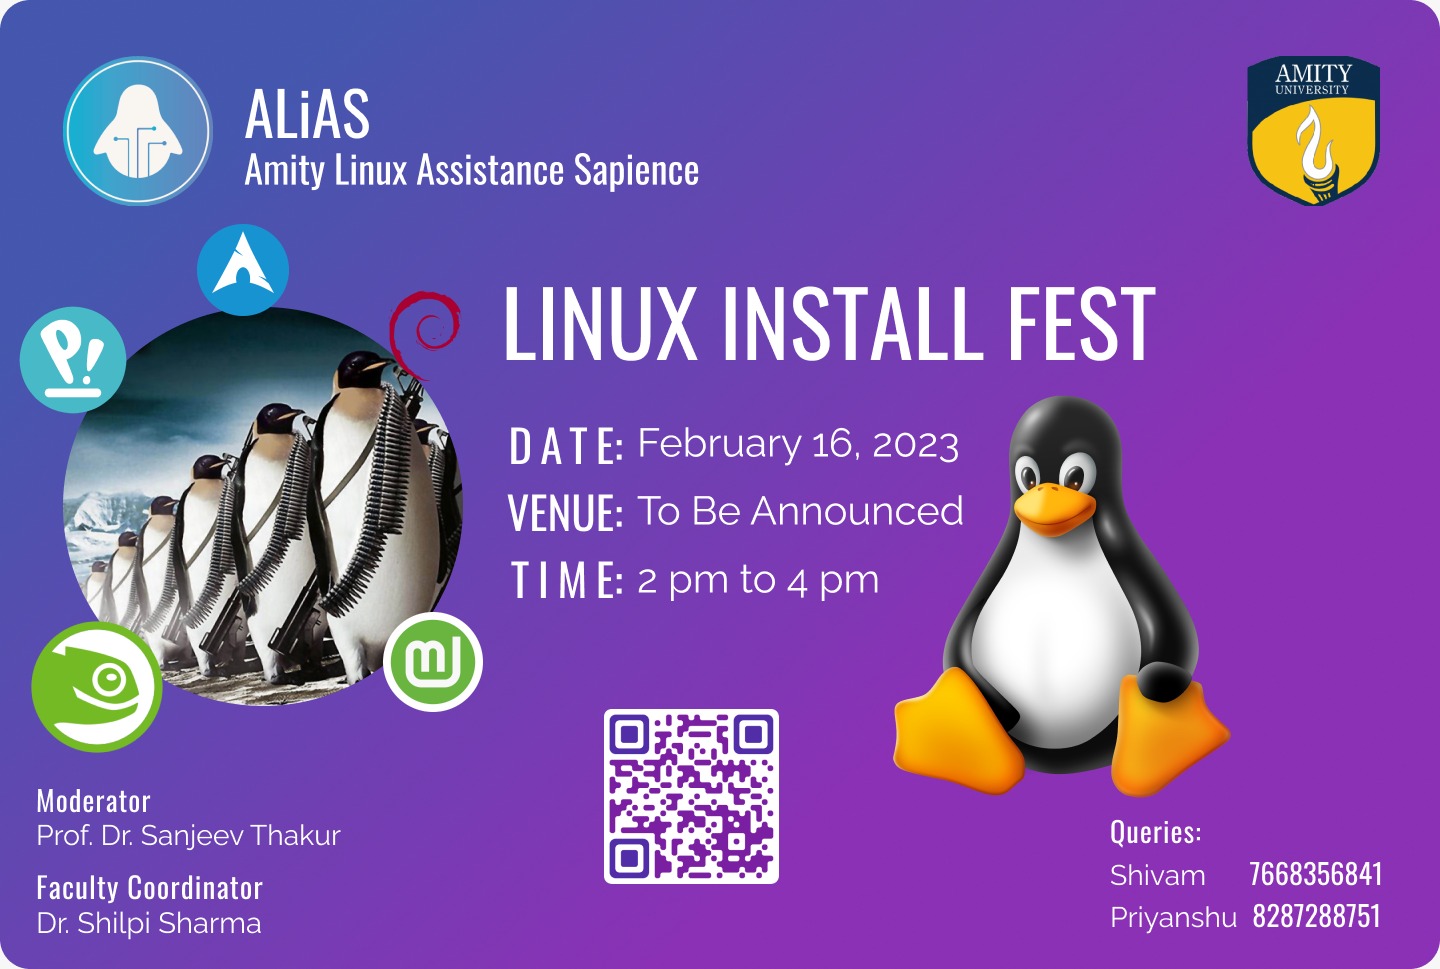 ALiAS
Amity Linux Assistance Sapience
AMITY
UNIVERSITY
LINUX INSTALL FEST
DATE: February 16, 2023
VENUE: To Be Announced
TIME: 2 pm to 4 pm
Moderator
Prof. Dr. Sanjeev Thakur
Faculty Coordinator
Dr. Shilpi Sharma
Queries:
Shivam 7668356841
Priyanshu 8287288751